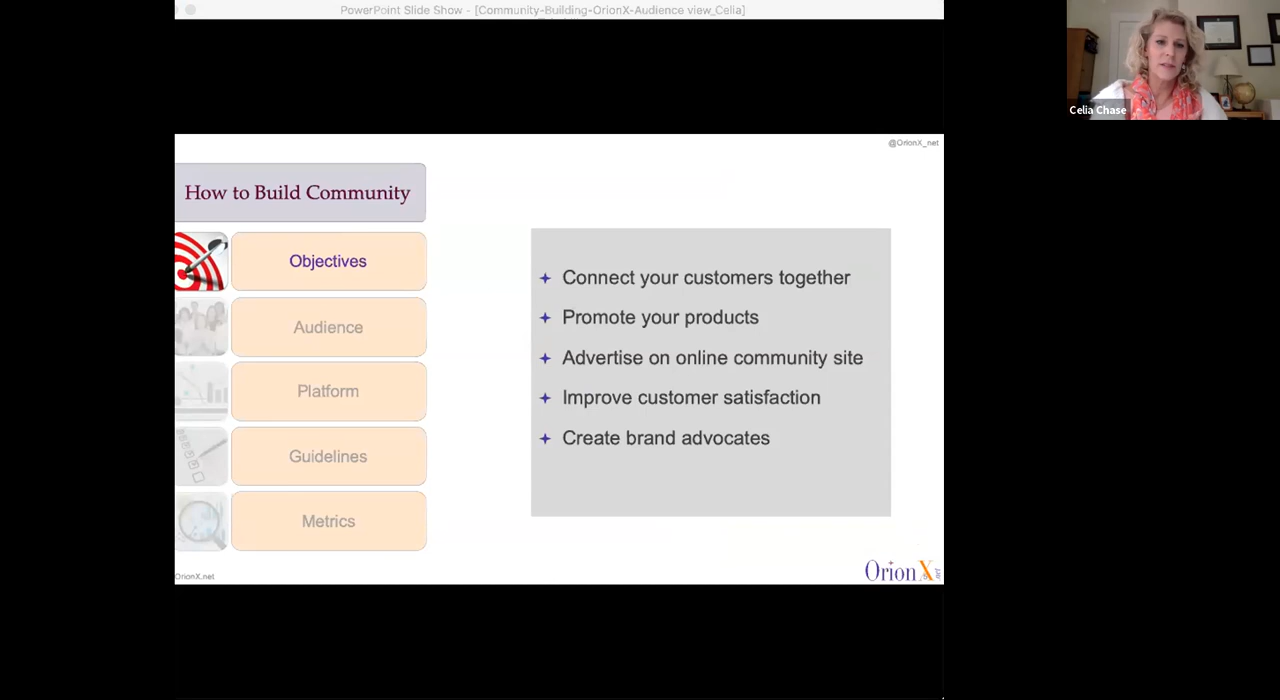 PowerPoint Slide Show - [Community-Building-OrionX-Audience view_Celia]
Celia Chase
@OrionX_net
How to Build Community
Objectives
Audience
Platform
Guidelines
Metrics
Connect your customers together
Promote your products
Advertise on online community site
Improve customer satisfaction
Create brand advocates
OrionX.net
OrionX